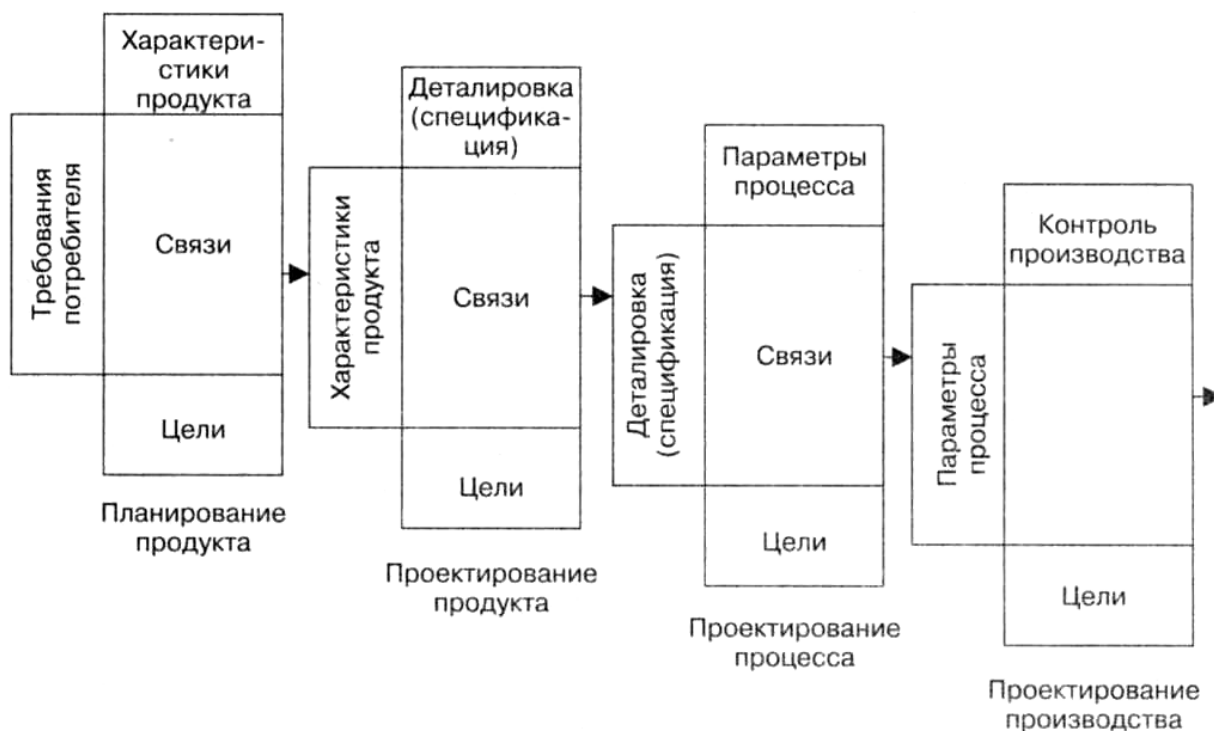 Характери-
стики
продукта
Требования
потребителя
Связи
Цели
Планирование
продукта
Деталировка
(спецификa-
ция)
Характеристики
продукта
Связи
Цели
Проектирование
продукта
Параметры
процесса
Деталировка
(спецификация)
Связи
Цели
Проектирование
процесса
Контроль
производства
Параметры
процесса
Цели
Проектирование
производства